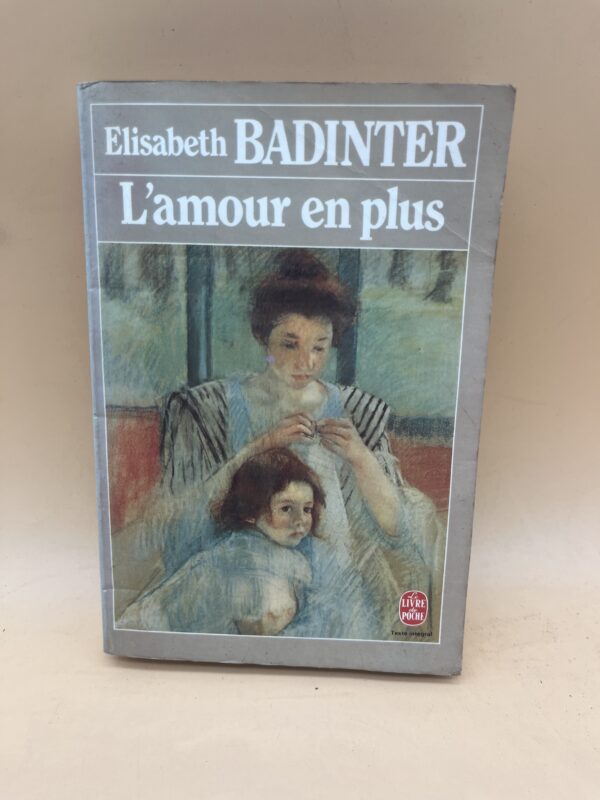 Elisabeth BADINTER
L'amour en plus
Le
LIVRE
de
POCHE
Texte intégral